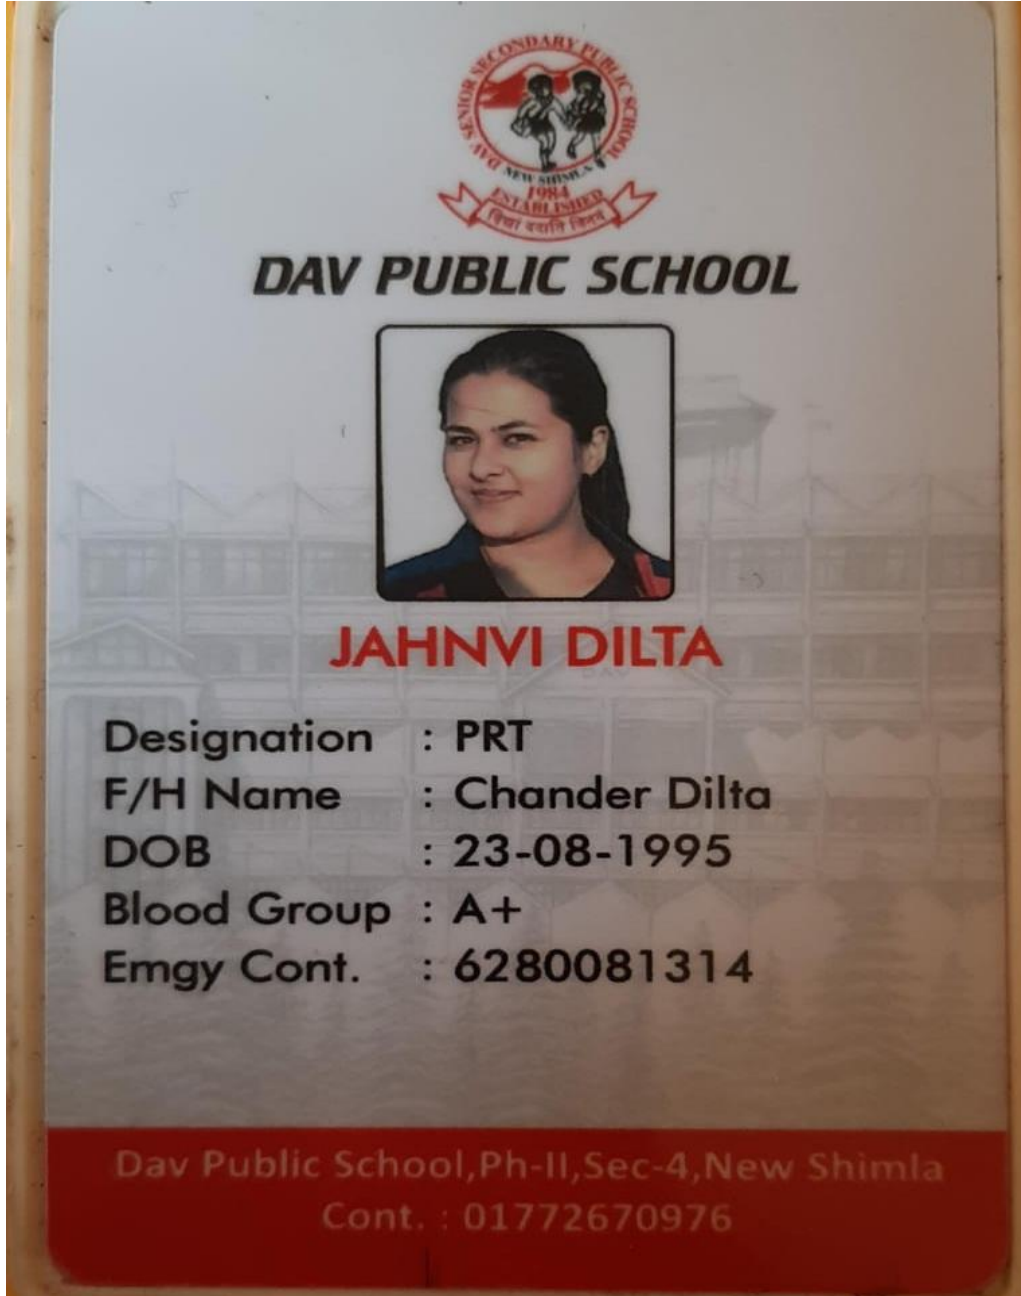 DAV SENIOR SECONDARY PUBLIC SCHOOL
NEW SHIMLA
1984
ESTABLISHED
DAV PUBLIC SCHOOL
JAHNVI DILTA
Designation : PRT
F/H Name : Chander Dilta
DOB : 23-08-1995
Blood Group : A+
Emgy Cont. : 6280081314
Dav Public School,Ph-II,Sec-4,New Shimla
Cont. : 01772670976